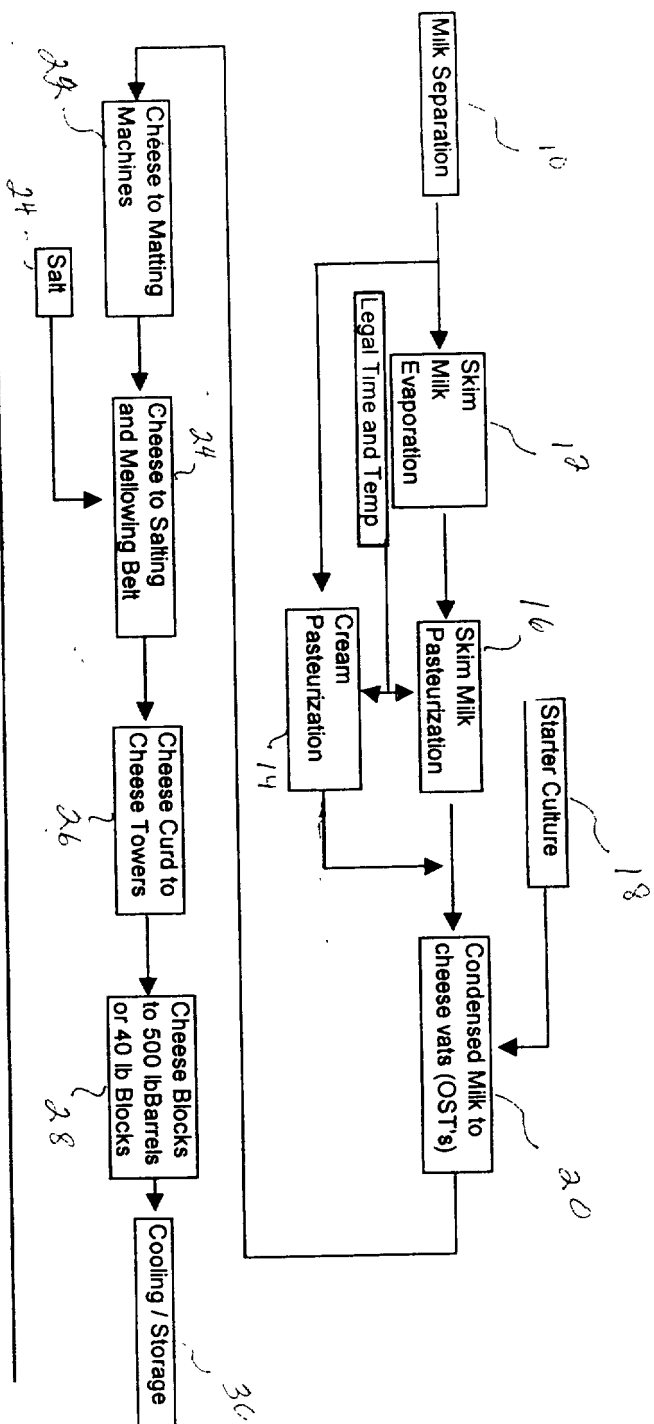 10
Milk Separation
12
Skim
Milk
Evaporation
Legal Time and Temp
16
Skim Milk
Pasteurization
Cream
Pasteurization
14
18
Starter Culture
Condensed Milk to
cheese vats (OST's)
20
Cheese to Matting
Machines
22
Salt
24
24
Cheese to Salting
and Mellowing Belt
Cheese Curd to
Cheese Towers
26
Cheese Blocks
to 500 lbBarrels
or 40 lb Blocks
28
Cooling / Storage
30